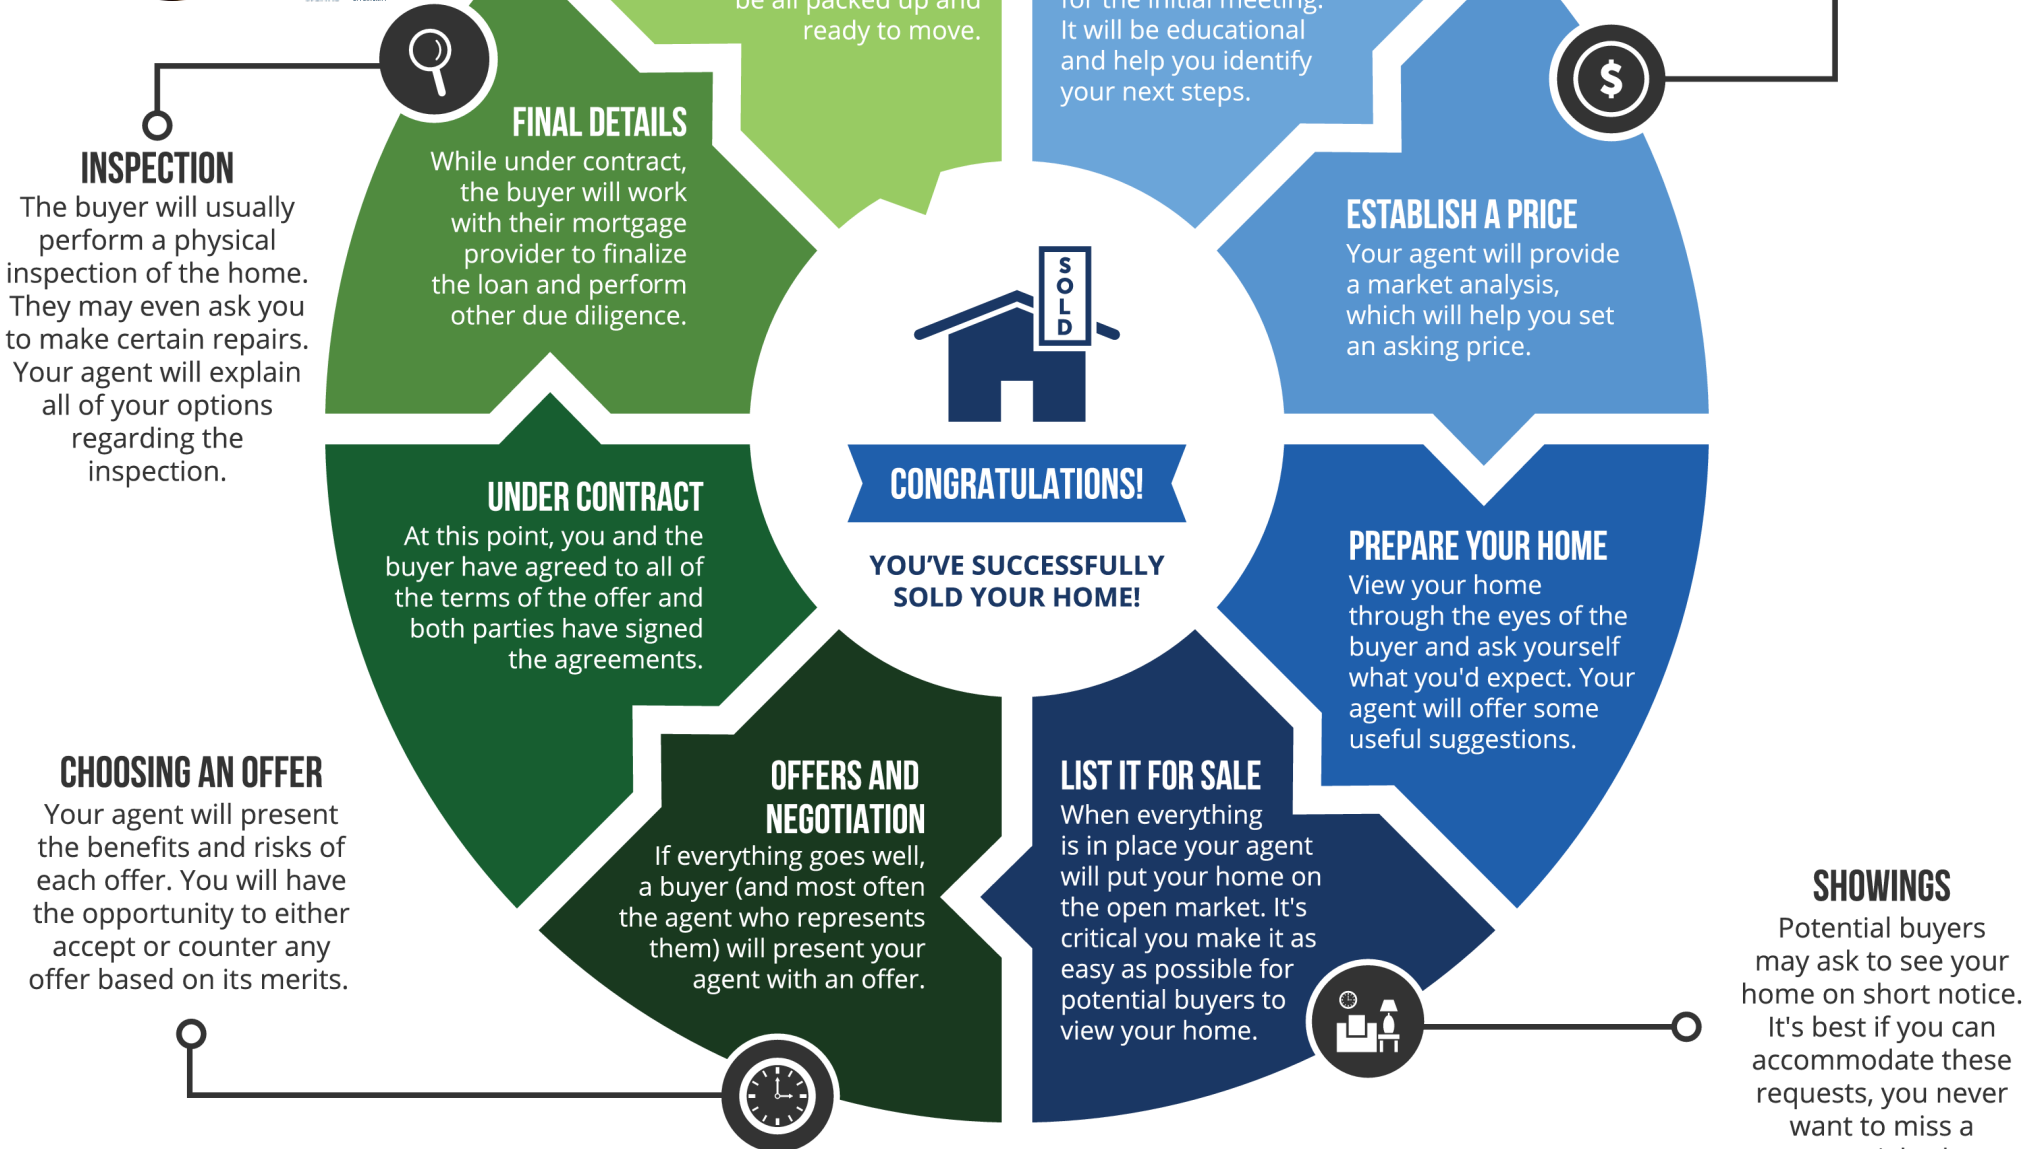 be all packed up and
ready to move.
for the initial meeting.
It will be educational
and help you identify
your next steps.
$
FINAL DETAILS
While under contract,
the buyer will work
with their mortgage
provider to finalize
the loan and perform
other due diligence.
INSPECTION
The buyer will usually
perform a physical
inspection of the home.
They may even ask you
to make certain repairs.
Your agent will explain
all of your options
regarding the
inspection.
ESTABLISH A PRICE
Your agent will provide
a market analysis,
which will help you set
an asking price.
SOLD
CONGRATULATIONS!
YOU'VE SUCCESSFULLY
SOLD YOUR HOME!
UNDER CONTRACT
At this point, you and the
buyer have agreed to all of
the terms of the offer and
both parties have signed
the agreements.
PREPARE YOUR HOME
View your home
through the eyes of the
buyer and ask yourself
what you'd expect. Your
agent will offer some
useful suggestions.
CHOOSING AN OFFER
Your agent will present
the benefits and risks of
each offer. You will have
the opportunity to either
accept or counter any
offer based on its merits.
OFFERS AND
NEGOTIATION
If everything goes well,
a buyer (and most often
the agent who represents
them) will present your
agent with an offer.
LIST IT FOR SALE
When everything
is in place your agent
will put your home on
the open market. It's
critical you make it as
easy as possible for
potential buyers to
view your home.
SHOWINGS
Potential buyers
may ask to see your
home on short notice.
It's best if you can
accommodate these
requests, you never
want to miss a